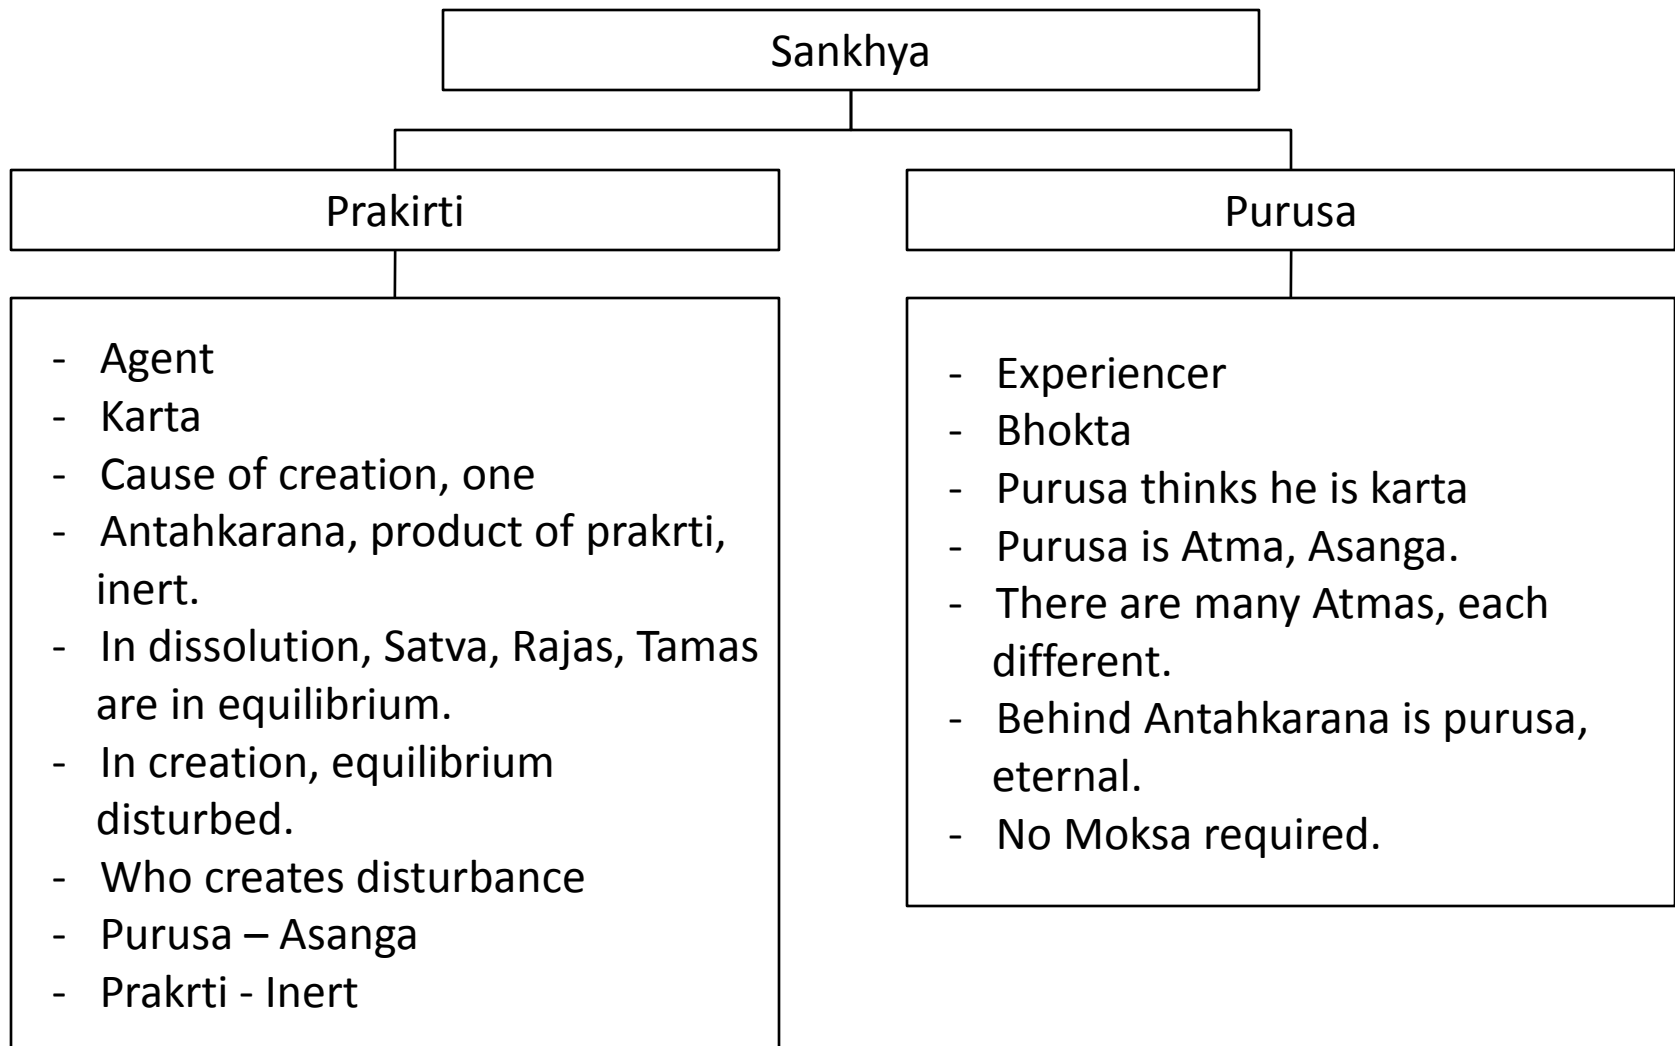 Sankhya
Prakirti
- Agent
- Karta
- Cause of creation, one
- Antahkarana, product of prakrti,
inert.
- In dissolution, Satva, Rajas, Tamas
are in equilibrium.
- In creation, equilibrium
disturbed.
- Who creates disturbance
- Purusa – Asanga
- Prakrti - Inert
Purusa
- Experiencer
- Bhokta
- Purusa thinks he is karta
- Purusa is Atma, Asanga.
- There are many Atmas, each
different.
- Behind Antahkarana is purusa,
eternal.
- No Moksa required.